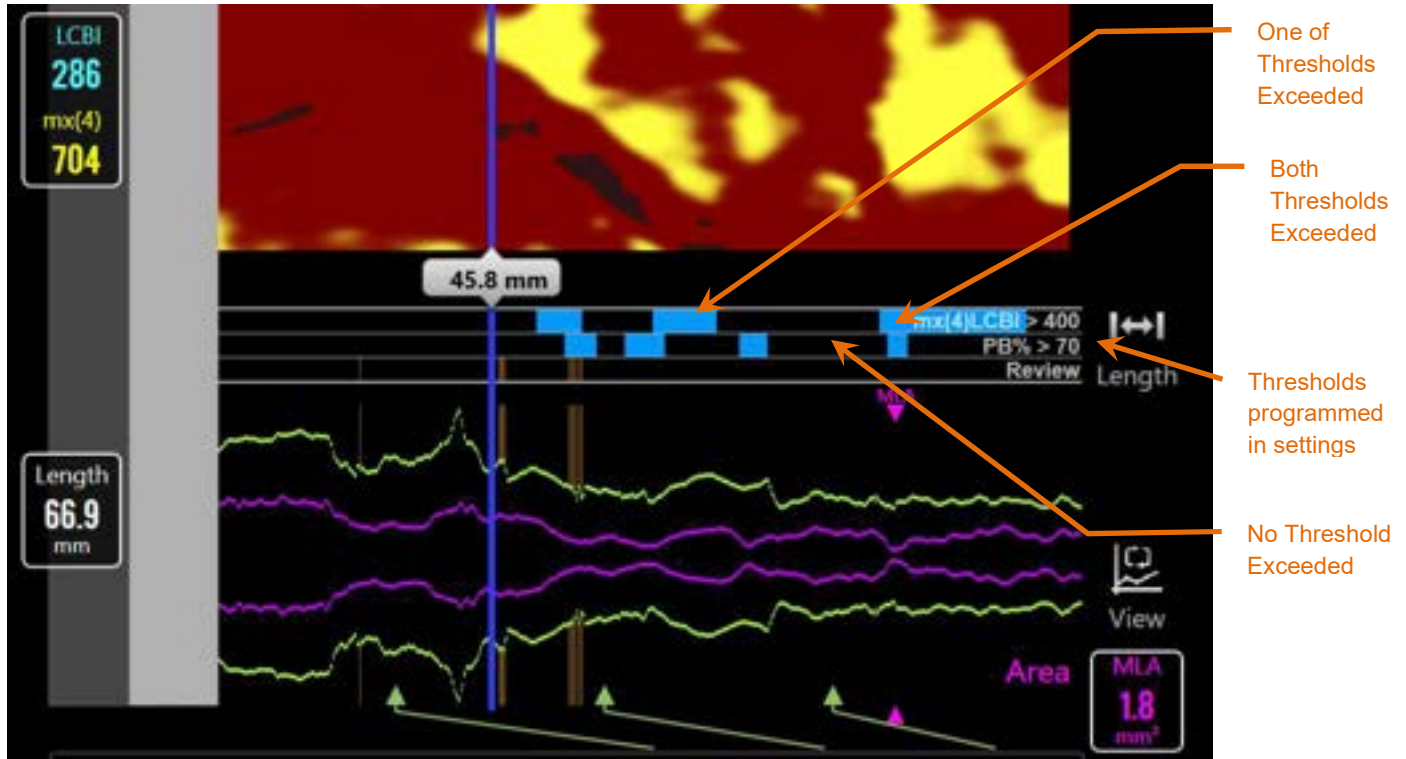 LCBI
286
mx(4)
704
45.8 mm
mx(4)LCBI > 400
PB% > 70
Review
Length
MLA
Length
66.9
mm
View
Area
MLA
1.8
mm²
One of
Thresholds
Exceeded
Both
Thresholds
Exceeded
Thresholds
programmed
in settings
No Threshold
Exceeded